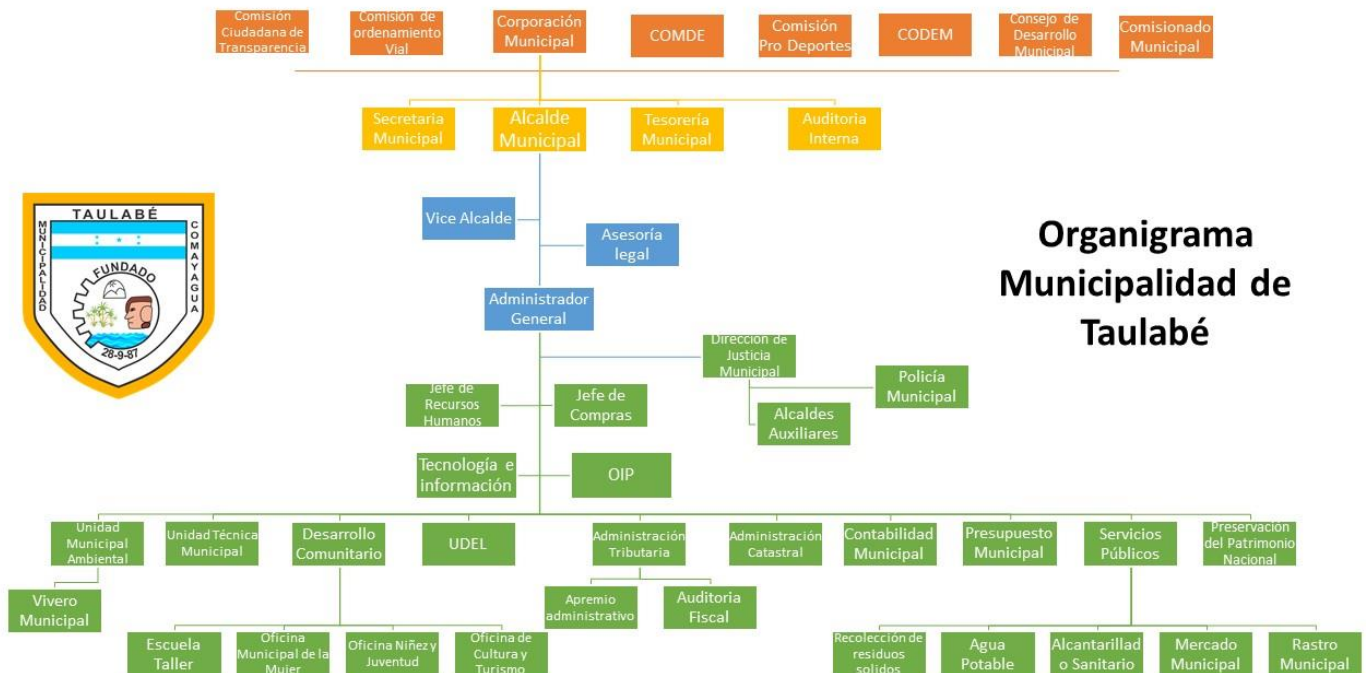 Comisión
Ciudadana de
Transparencia
Comisión de
ordenamiento
Vial
Corporación
Municipal
COMDE
Comisión
Pro Deportes
CODEM
Consejo de
Desarrollo
Municipal
Comisionado
Municipal
Secretaria
Municipal
Alcalde
Municipal
Tesorería
Municipal
Auditoria
Interna
Vice Alcalde
Asesoría
legal
Administrador
General
TAULABÉ
MUNICIPALIDAD
COMAYAGUA
FUNDADO
28-9-87
Organigrama
Municipalidad de
Taulabé
Dirección de
Justicia
Municipal
Policía
Municipal
Alcaldes
Auxiliares
Jefe de
Recursos
Humanos
Jefe de
Compras
Tecnología e
información
OIP
Unidad
Municipal
Ambiental
Unidad Técnica
Municipal
Desarrollo
Comunitario
UDEL
Administración
Tributaria
Administración
Catastral
Contabilidad
Municipal
Presupuesto
Municipal
Servicios
Públicos
Preservación
del Patrimonio
Nacional
Vivero
Municipal
Apremio
administrativo
Auditoria
Fiscal
Escuela
Taller
Oficina
Municipal de la
Mujer
Oficina Niñez y
Juventud
Oficina de
Cultura y
Turismo
Recolección de
residuos
solidos
Agua
Potable
Alcantarillad
o Sanitario
Mercado
Municipal
Rastro
Municipal